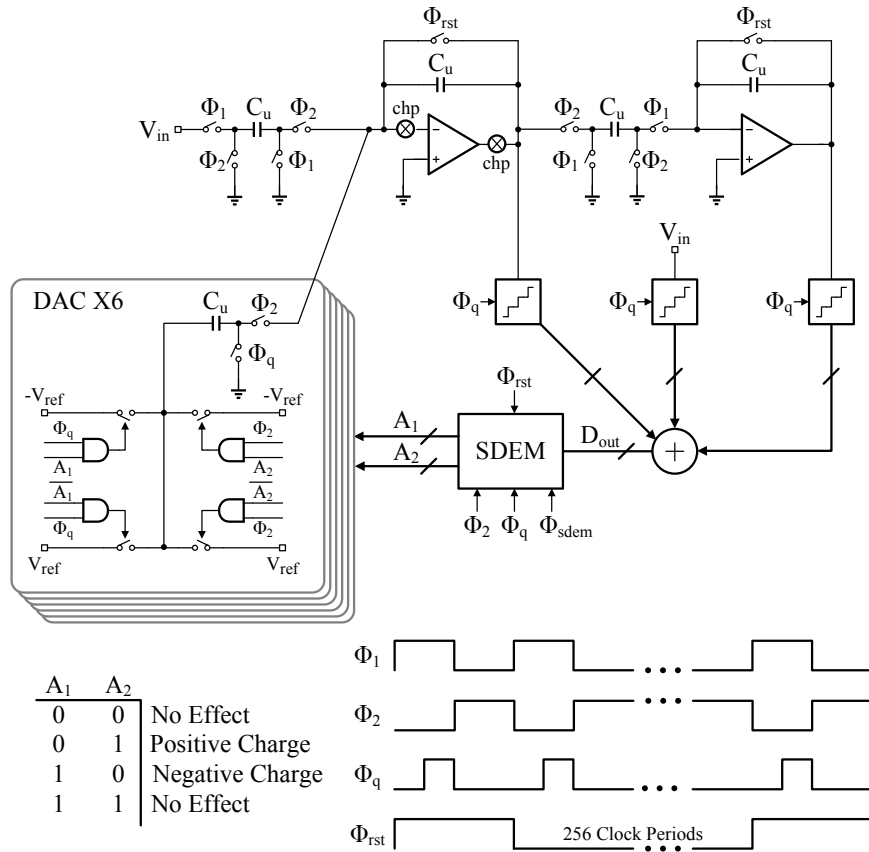 Φrst
Φrst
Cu
Cu
Φ1
Cu
Φ2
chp
Φ2
Cu
Φ1
Vin
−
−
Φ2
Φ1
+
chp
Φ1
Φ2
+
Vin
DAC X6
Cu
Φ2
Φq
Φq
Φq
Φq
Φrst
-Vref
-Vref
Φq
Φ2
A1
A2
A1
A2
Φq
Φ2
Vref
Vref
A1
A2
SDEM
Dout
+
Φ2
Φq
Φsdem
A1 A2
0 0 No Effect
0 1 Positive Charge
1 0 Negative Charge
1 1 No Effect
Φ1
Φ2
Φq
Φrst
256 Clock Periods